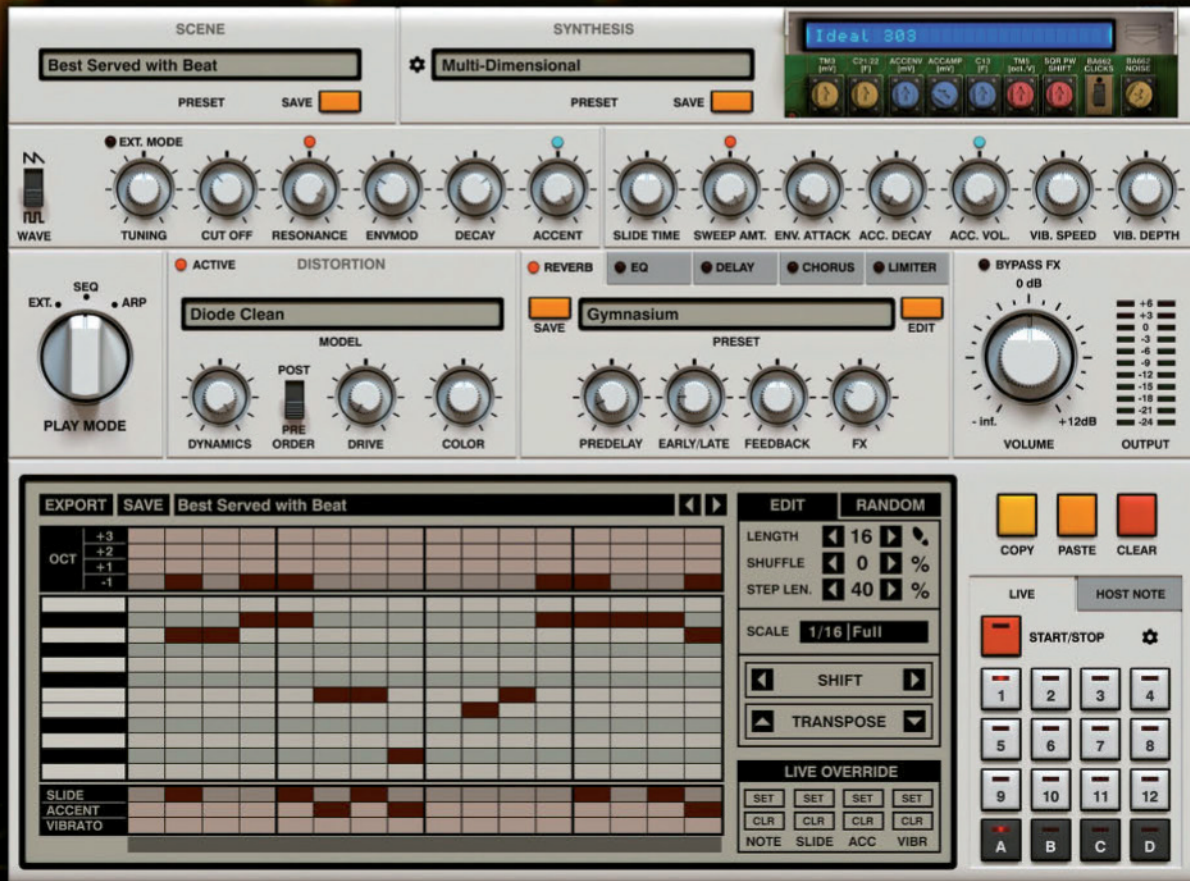 SCENE
Best Served with Beat
PRESET SAVE
SYNTHESIS
Multi-Dimensional
PRESET SAVE
Ideal 303
TM3 [mV] C21-22 [F] ACCENV [mV] ACCAMP [mV] C13 [F] TM5 [oct./V] SQR PW SHIFT BA662 CLICKS BA662 NOISE
EXT. MODE
WAVE TUNING CUT OFF RESONANCE ENVMOD DECAY ACCENT
SLIDE TIME SWEEP AMT. ENV. ATTACK ACC. DECAY ACC. VOL. VIB. SPEED VIB. DEPTH
SEQ
EXT. ARP
PLAY MODE
ACTIVE DISTORTION
Diode Clean
MODEL
POST
PRE
DYNAMICS ORDER DRIVE COLOR
REVERB EQ DELAY CHORUS LIMITER
SAVE Gymnasium EDIT
PRESET
PREDELAY EARLY/LATE FEEDBACK FX
BYPASS FX
0 dB
- inf. +12dB
VOLUME
+6
+3
0
-3
-6
-9
-12
-15
-18
-21
-24
OUTPUT
EXPORT SAVE Best Served with Beat
OCT
+3
+2
+1
-1
SLIDE
ACCENT
VIBRATO
EDIT RANDOM
LENGTH 16
SHUFFLE 0 %
STEP LEN. 40 %
SCALE 1/16|Full
SHIFT
TRANSPOSE
LIVE OVERRIDE
SET SET SET SET
CLR CLR CLR CLR
NOTE SLIDE ACC VIBR
COPY PASTE CLEAR
LIVE HOST NOTE
START/STOP
1 2 3 4
5 6 7 8
9 10 11 12
A B C D